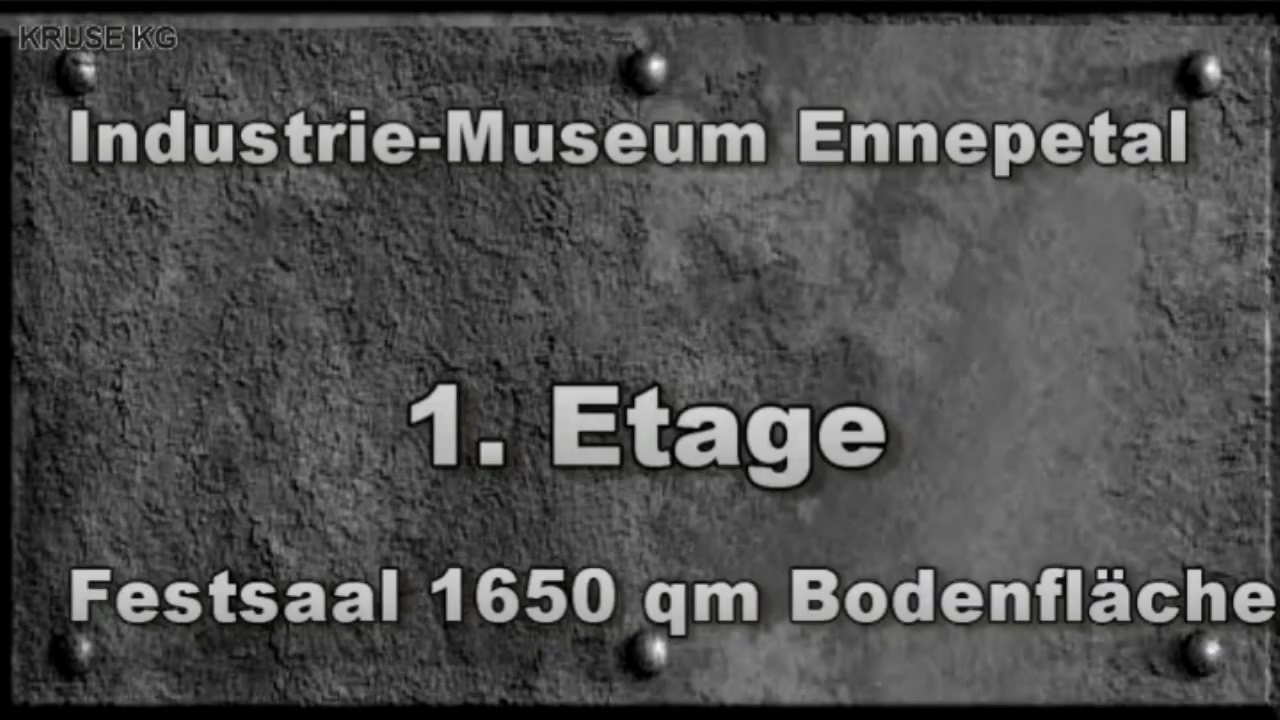 KRUSE KG
Industrie-Museum Ennepetal
1. Etage
Festsaal 1650 qm Bodenfläche